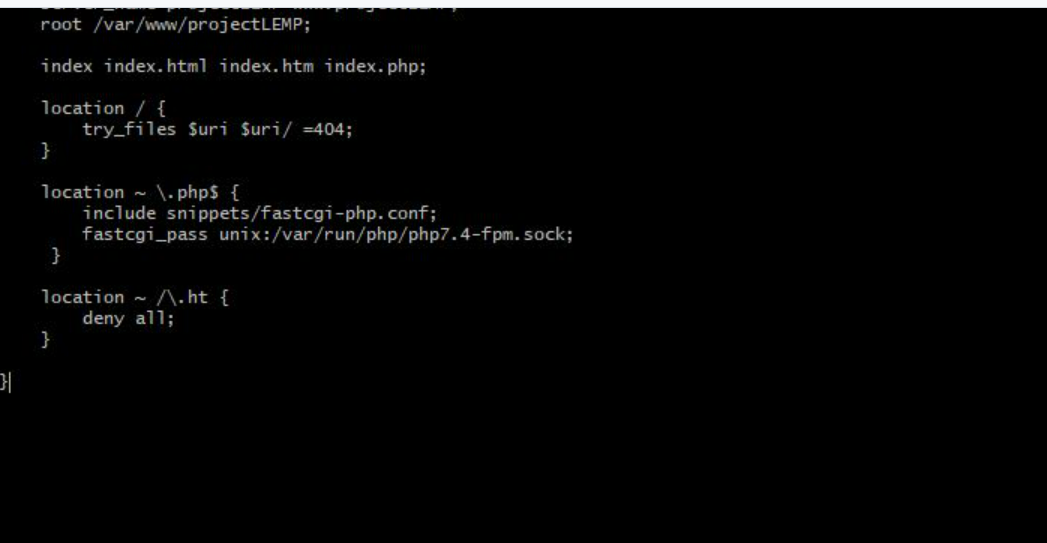 root /var/www/projectLEMP;
index index.html index.htm index.php;
location / {
try_files $uri $uri/ =404;
}
location ~ \.php$ {
include snippets/fastcgi-php.conf;
fastcgi_pass unix:/var/run/php/php7.4-fpm.sock;
}
location ~ /\.ht {
deny all;
}
}